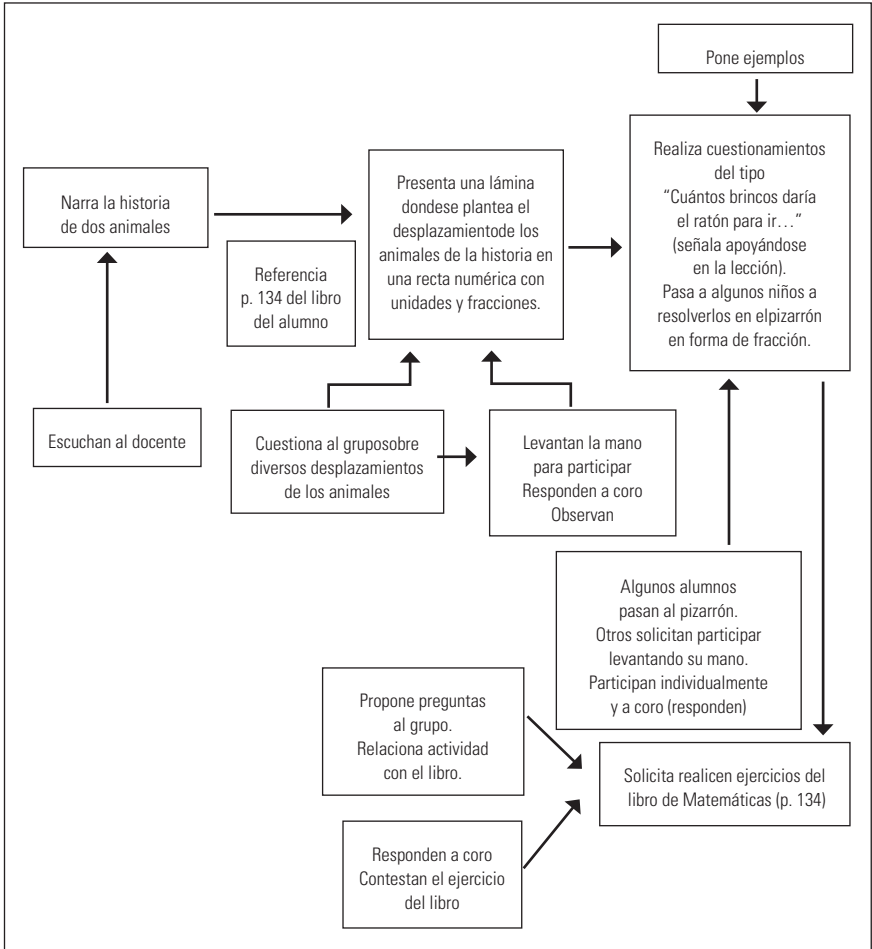 Pone ejemplos
Narra la historia
de dos animales
Referencia
p. 134 del libro
del alumno
Presenta una lámina
dondese plantea el
desplazamientode los
animales de la historia en
una recta numérica con
unidades y fracciones.
Realiza cuestionamientos
del tipo
“Cuántos brincos daría
el ratón para ir…”
(señala apoyándose
en la lección).
Pasa a algunos niños a
resolverlos en elpizarrón
en forma de fracción.
Escuchan al docente
Cuestiona al gruposobre
diversos desplazamientos
de los animales
Levantan la mano
para participar
Responden a coro
Observan
Algunos alumnos
pasan al pizarrón.
Otros solicitan participar
levantando su mano.
Participan individualmente
y a coro (responden)
Propone preguntas
al grupo.
Relaciona actividad
con el libro.
Solicita realicen ejercicios del
libro de Matemáticas (p. 134)
Responden a coro
Contestan el ejercicio
del libro